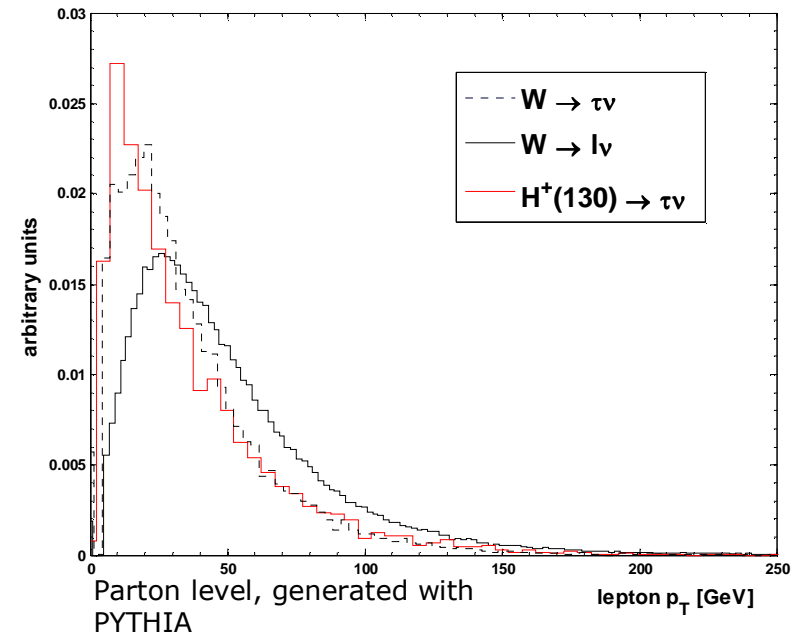 0.03
0.025
0.02
0.015
0.01
0.005
0
arbitrary units
W → τν
W → lν
H⁺(130) → τν
0 50 100 150 200 250
lepton p_T [GeV]
Parton level, generated with
PYTHIA